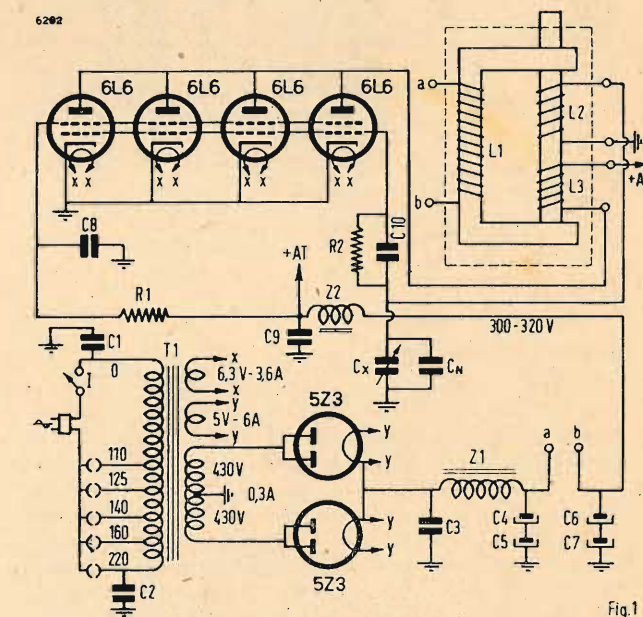 6292
6L6 6L6 6L6 6L6
a
b
L1
L2
L3
+A
x x x x x x x x
C8
R2
C10
+AT
R1
Z2
C9
300-320 V
C1
I
0
T1
x
6,3 V-3,6A
x
y
5V-6A
y
Cx
CN
110
125
140
160
220
430V
0,3A
430V
5Z3
y
y
y
y
5Z3
Z1
a b
C3
C4
C5
C6
C7
C2
Fig.1